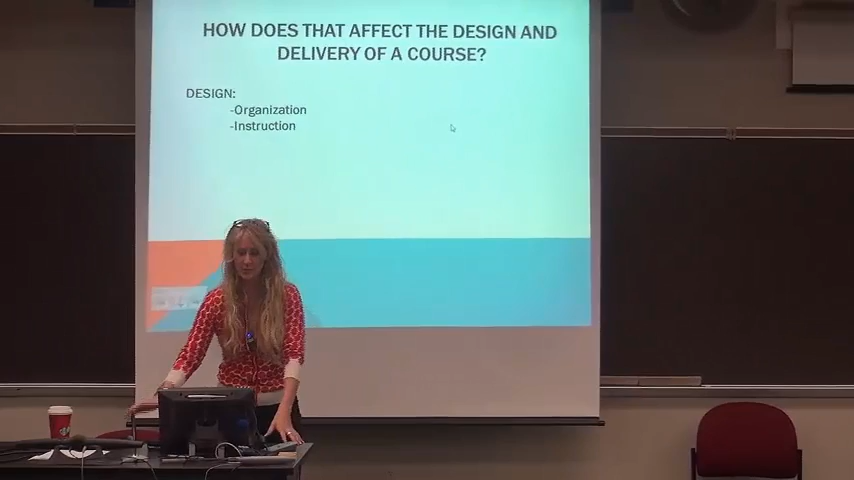 HOW DOES THAT AFFECT THE DESIGN AND
DELIVERY OF A COURSE?
DESIGN:
-Organization
-Instruction